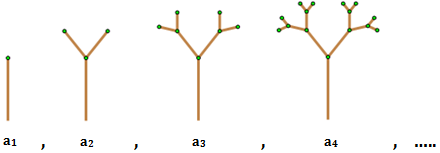 a1 , a2 , a3 , a4 , .....